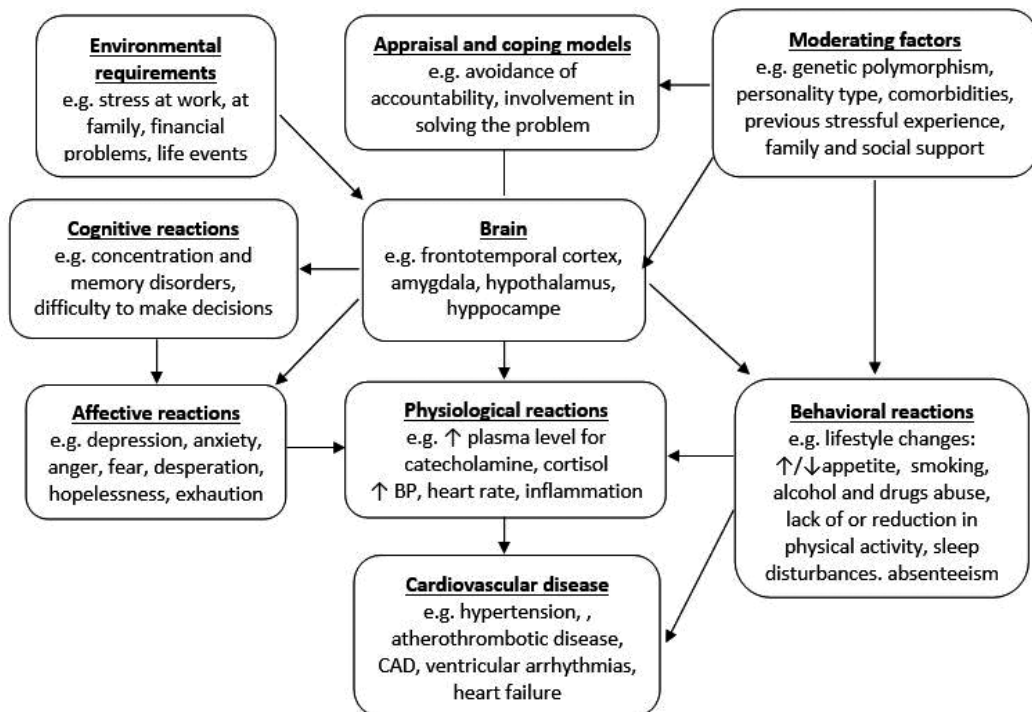 Environmental
requirements
e.g. stress at work, at
family, financial
problems, life events
Appraisal and coping models
e.g. avoidance of
accountability, involvement in
solving the problem
Moderating factors
e.g. genetic polymorphism,
personality type, comorbidities,
previous stressful experience,
family and social support
Cognitive reactions
e.g. concentration and
memory disorders,
difficulty to make decisions
Brain
e.g. frontotemporal cortex,
amygdala, hypothalamus,
hyppocampe
Affective reactions
e.g. depression, anxiety,
anger, fear, desperation,
hopelessness, exhaution
Physiological reactions
e.g. ↑ plasma level for
catecholamine, cortisol
↑ BP, heart rate, inflammation
Behavioral reactions
e.g. lifestyle changes:
↑/↓appetite, smoking,
alcohol and drugs abuse,
lack of or reduction in
physical activity, sleep
disturbances. absenteeism
Cardiovascular disease
e.g. hypertension, ,
atherothrombotic disease,
CAD, ventricular arrhythmias,
heart failure